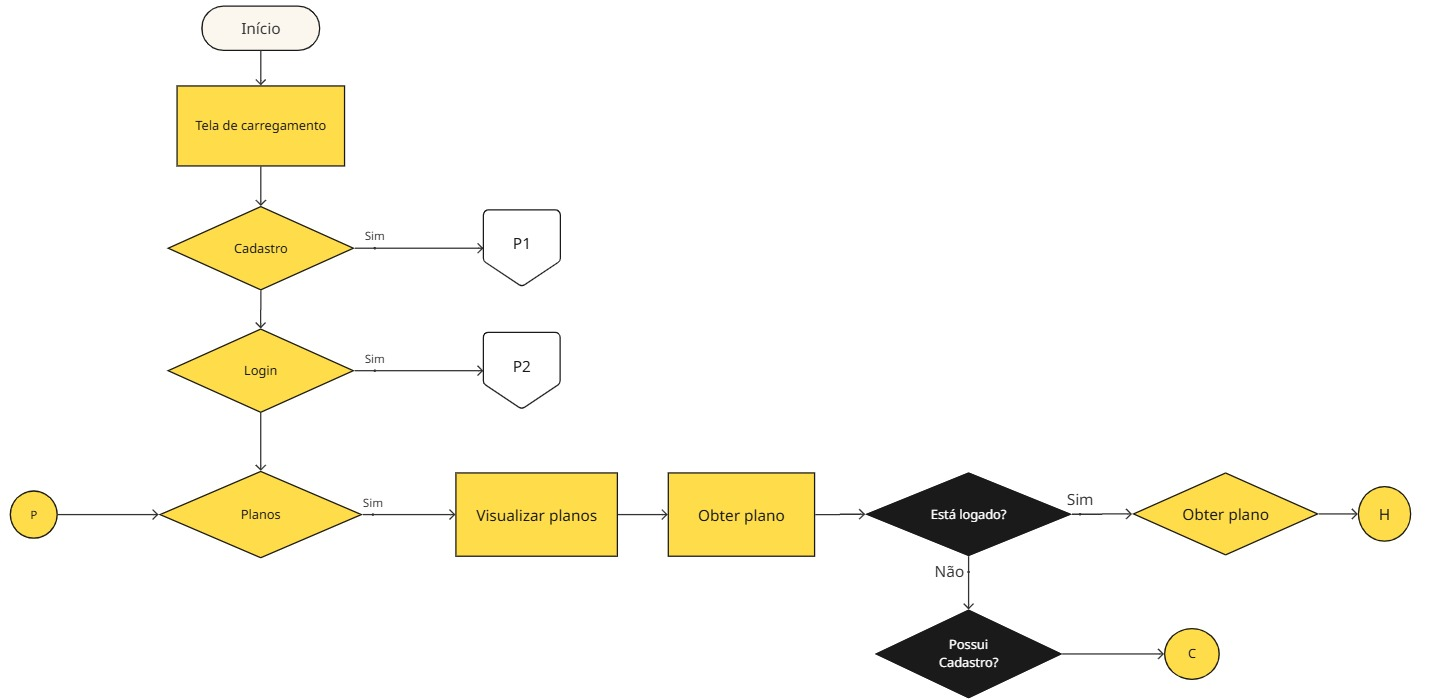 Início
Tela de carregamento
Cadastro
Sim
P1
Login
Sim
P2
P
Planos
Sim
Visualizar planos
Obter plano
Está logado?
Sim
Obter plano
H
Não
Possui
Cadastro?
C